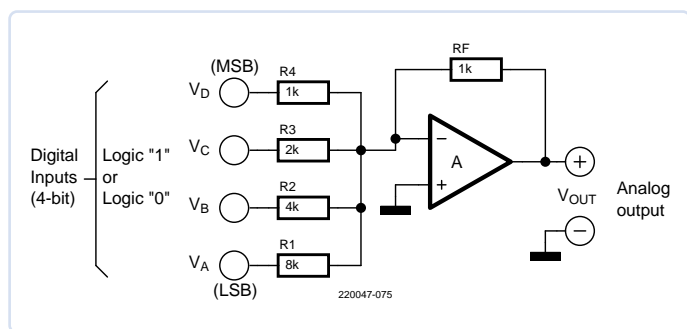 (MSB)
V_D
R4
1k
V_C
R3
2k
V_B
R2
4k
V_A
R1
8k
(LSB)
Digital
Inputs
(4-bit)
Logic "1"
or
Logic "0"
RF
1k
−
A
+
+
V_OUT
−
Analog
output
220047-075